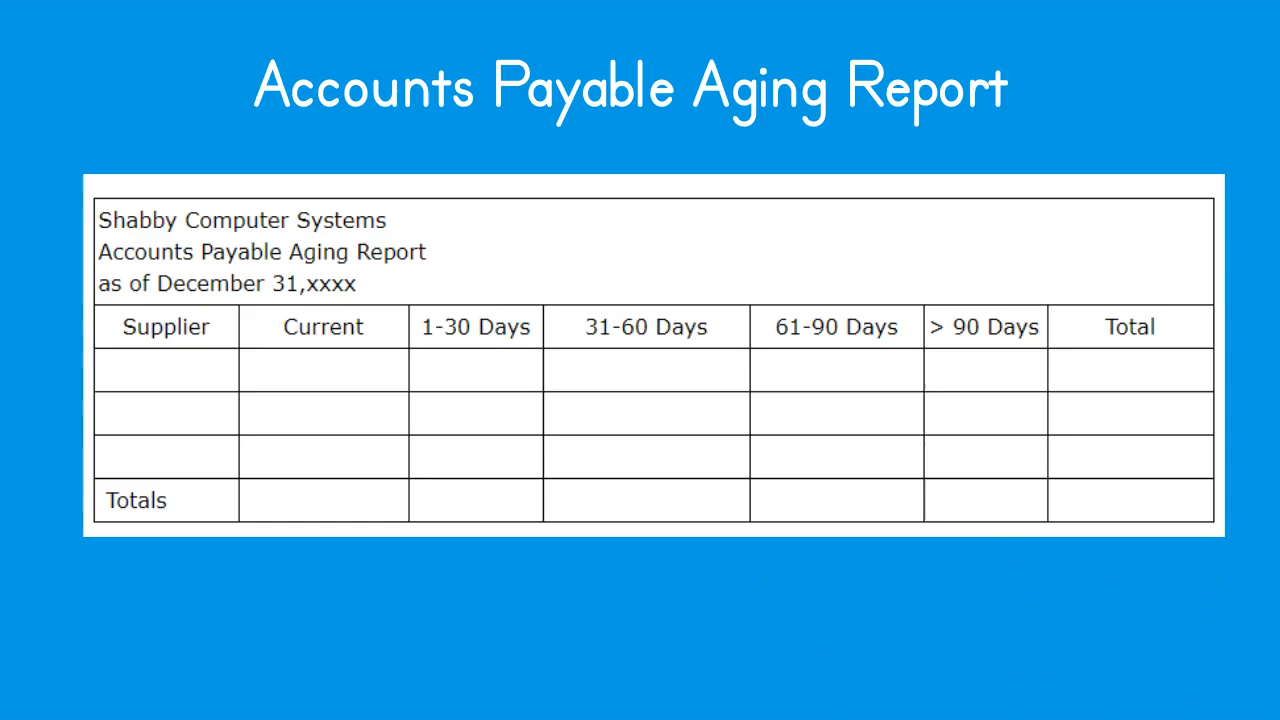 Accounts Payable Aging Report
Shabby Computer Systems
Accounts Payable Aging Report
as of December 31,xxxx
Supplier Current 1-30 Days 31-60 Days 61-90 Days > 90 Days Total
Totals